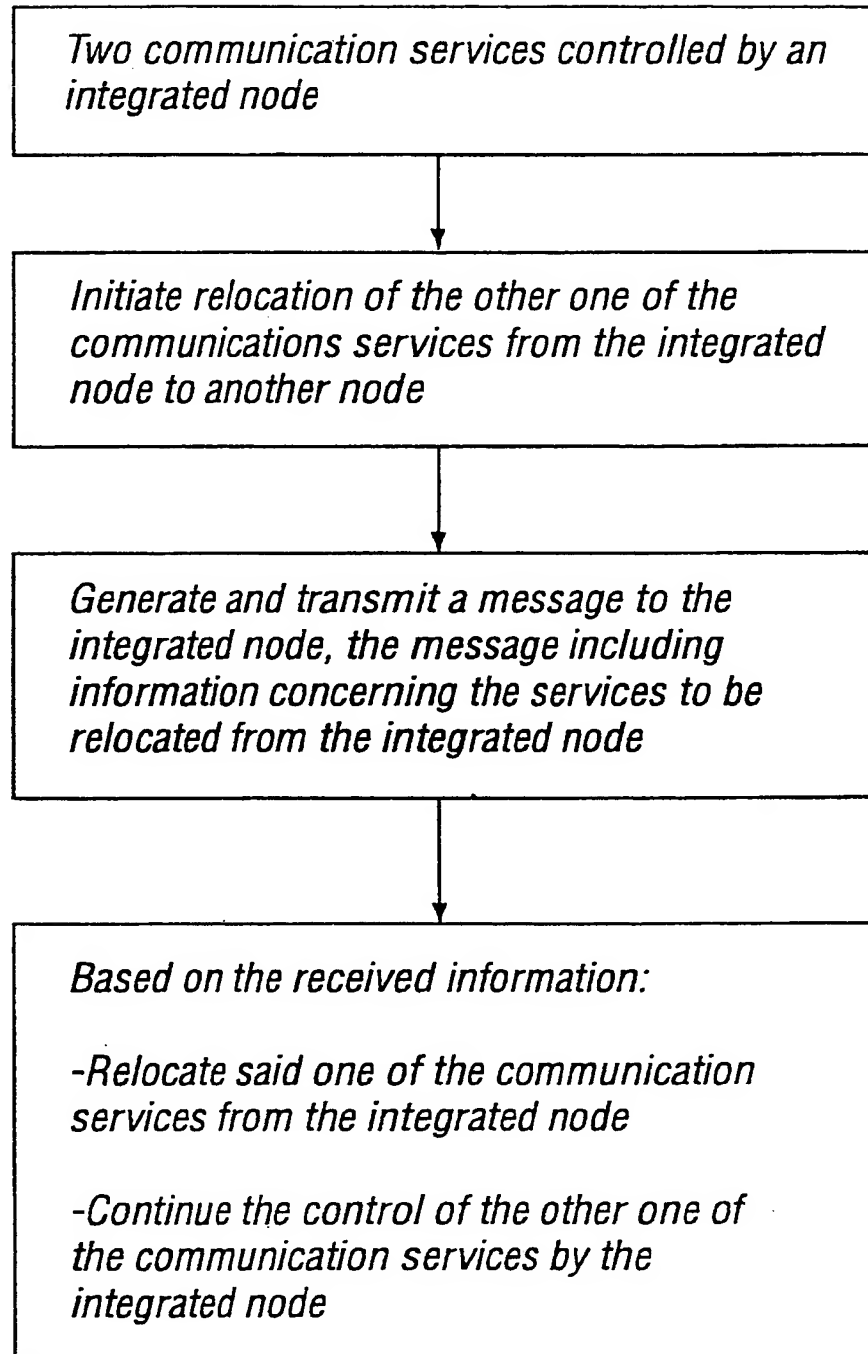 Two communication services controlled by an
integrated node
Initiate relocation of the other one of the
communications services from the integrated
node to another node
Generate and transmit a message to the
integrated node, the message including
information concerning the services to be
relocated from the integrated node
Based on the received information:
-Relocate said one of the communication
services from the integrated node
-Continue the control of the other one of
the communication services by the
integrated node